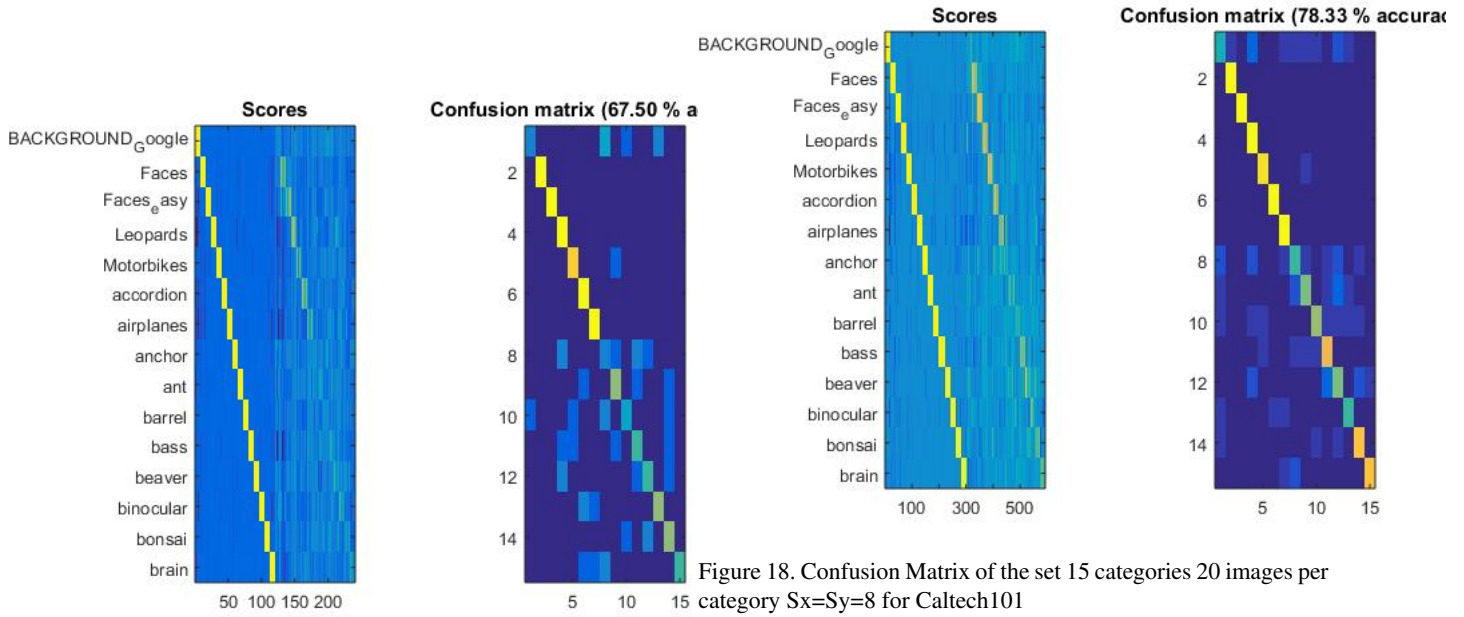 Scores
Confusion matrix (67.50 % a
BACKGROUND_Google
Faces
Faces_easy
Leopards
Motorbikes
accordion
airplanes
anchor
ant
barrel
bass
beaver
binocular
bonsai
brain
50 100 150 200
2
4
6
8
10
12
14
5 10 15
Scores
Confusion matrix (78.33 % accurac
BACKGROUND_Google
Faces
Faces_easy
Leopards
Motorbikes
accordion
airplanes
anchor
ant
barrel
bass
beaver
binocular
bonsai
brain
100 300 500
2
4
6
8
10
12
14
5 10 15
Figure 18. Confusion Matrix of the set 15 categories 20 images per
category Sx=Sy=8 for Caltech101